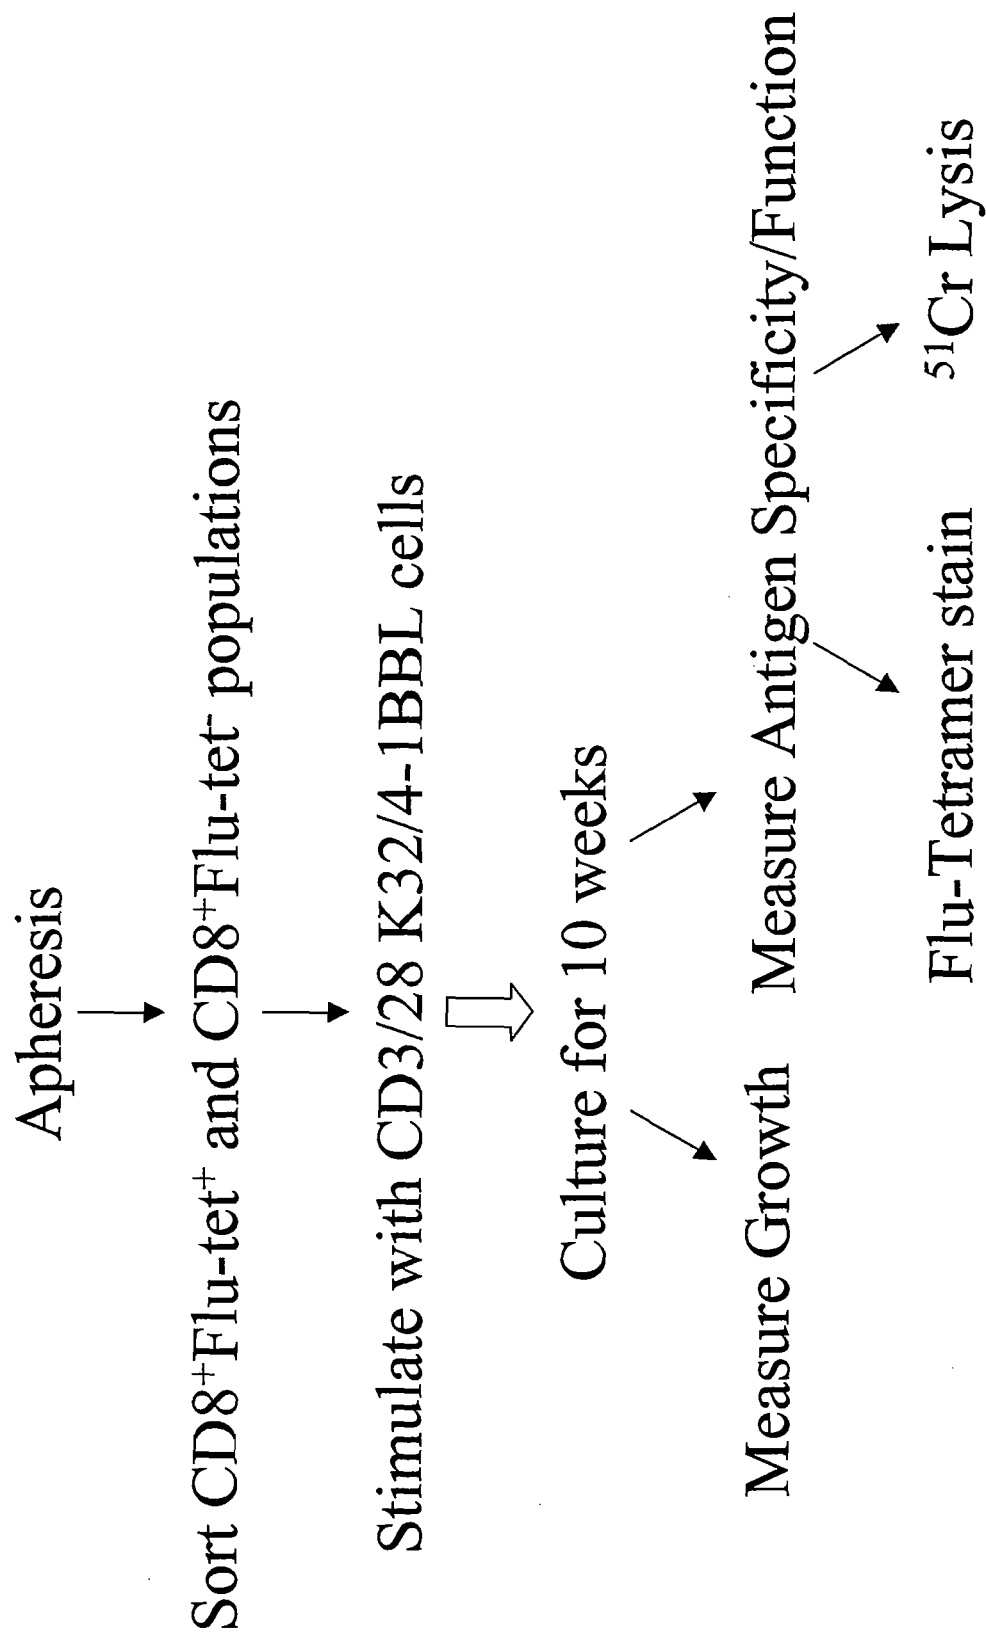 Apheresis
Sort CD8⁺Flu-tet⁺ and CD8⁺Flu-tet⁻ populations
Stimulate with CD3/28 K32/4-1BBL cells
Culture for 10 weeks
Measure Growth
Measure Antigen Specificity/Function
Flu-Tetramer stain
⁵¹Cr Lysis